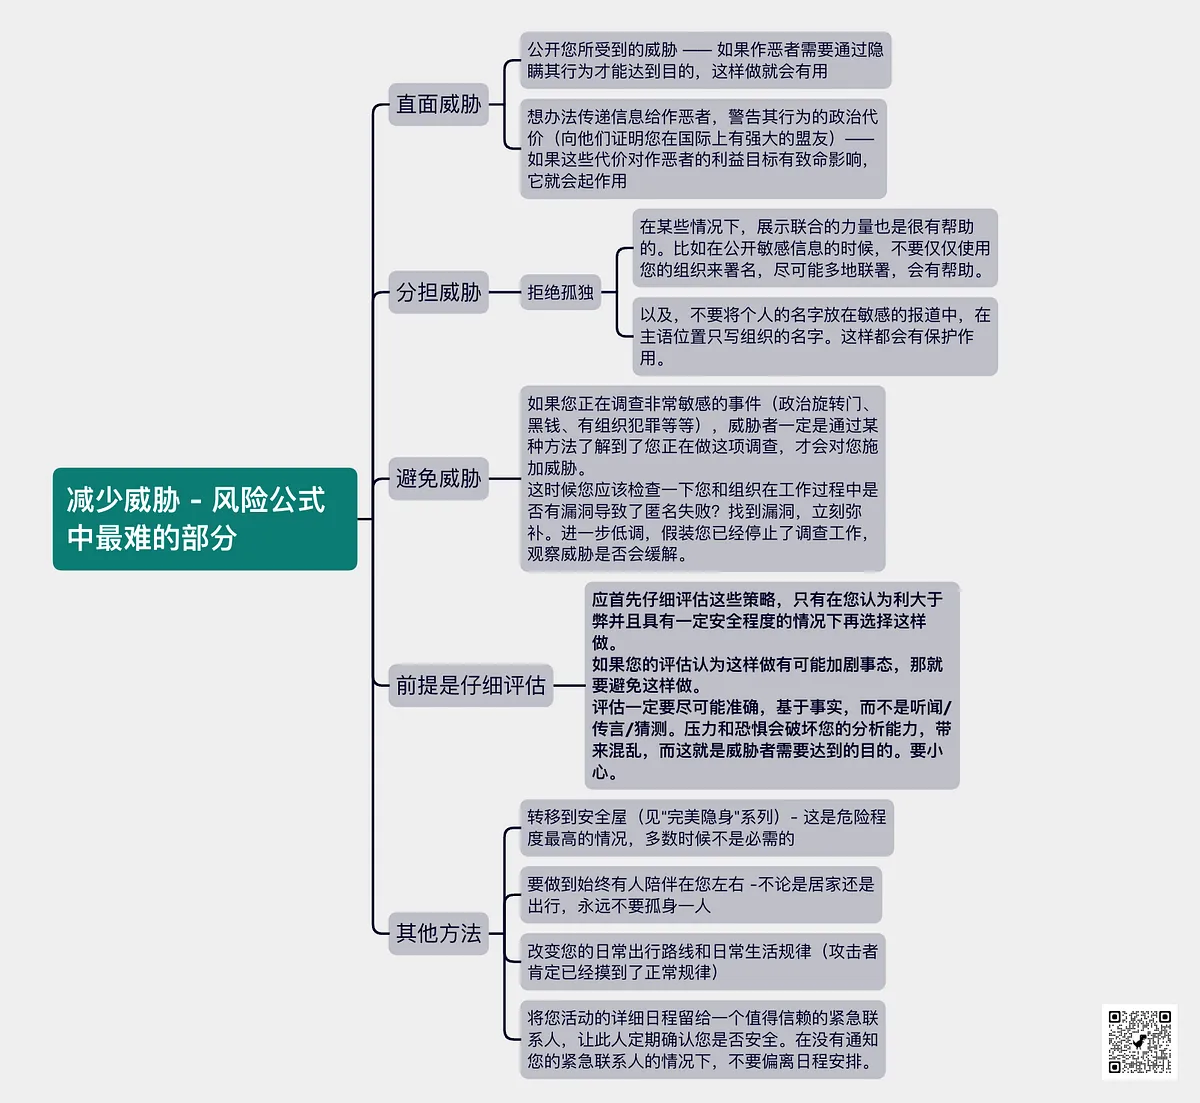 减少威胁 - 风险公式
中最难的部分
直面威胁
公开您所受到的威胁 —— 如果作恶者需要通过隐
瞒其行为才能达到目的，这样做就会有用
想办法传递信息给作恶者，警告其行为的政治代
价（向他们证明您在国际上有强大的盟友）——
如果这些代价对作恶者的利益目标有致命影响，
它就会起作用
分担威胁
拒绝孤独
在某些情况下，展示联合的力量也是很有帮助
的。比如在公开敏感信息的时候，不要仅仅使用
您的组织来署名，尽可能多地联署，会有帮助。
以及，不要将个人的名字放在敏感的报道中，在
主语位置只写组织的名字。这样都会有保护作
用。
避免威胁
如果您正在调查非常敏感的事件（政治旋转门、
黑钱、有组织犯罪等等），威胁者一定是通过某
种方法了解到了您正在做这项调查，才会对您施
加威胁。
这时候您应该检查一下您和组织在工作过程中是
否有漏洞导致了匿名失败？找到漏洞，立刻弥
补。进一步低调，假装您已经停止了调查工作，
观察威胁是否会缓解。
前提是仔细评估
应首先仔细评估这些策略，只有在您认为利大于
弊并且具有一定安全程度的情况下再选择这样
做。
如果您的评估认为这样做有可能加剧事态，那就
要避免这样做。
评估一定要尽可能准确，基于事实，而不是听闻/
传言/猜测。压力和恐惧会破坏您的分析能力，带
来混乱，而这就是威胁者需要达到的目的。要小
心。
其他方法
转移到安全屋（见"完美隐身"系列）- 这是危险程
度最高的情况，多数时候不是必需的
要做到始终有人陪伴在您左右 -不论是居家还是
出行，永远不要孤身一人
改变您的日常出行路线和日常生活规律（攻击者
肯定已经摸到了正常规律）
将您活动的详细日程留给一个值得信赖的紧急联
系人，让此人定期确认您是否安全。在没有通知
您的紧急联系人的情况下，不要偏离日程安排。